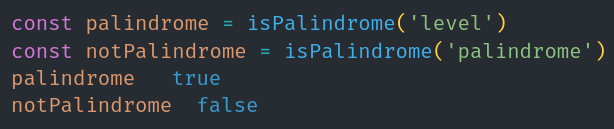 const palindrome = isPalindrome('level')
const notPalindrome = isPalindrome('palindrome')
palindrome   true
notPalindrome  false